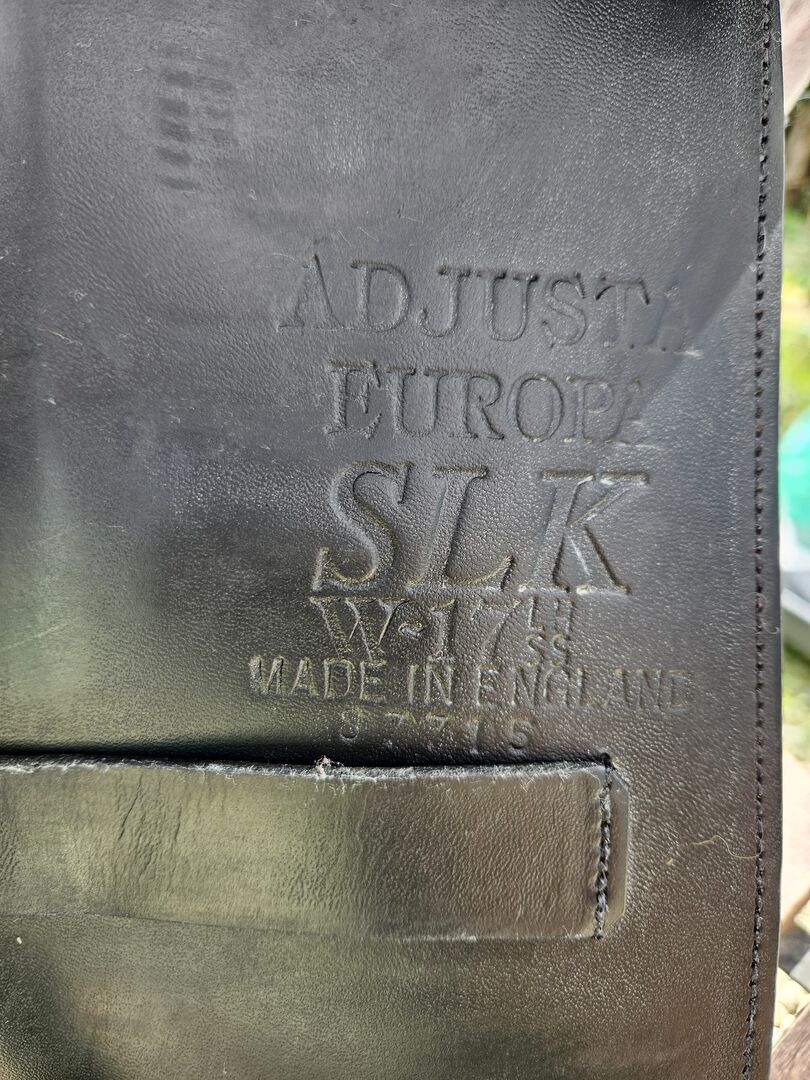 ADJUSTA
EUROPA
SLK
W-17 LH SS
MADE IN ENGLAND